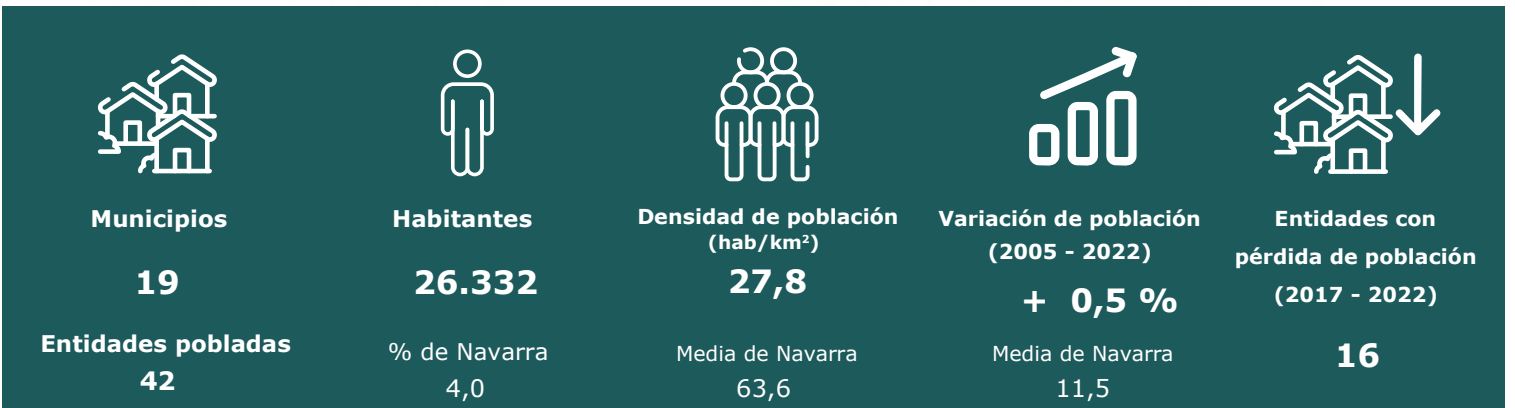 Municipios
19
Entidades pobladas
42
Habitantes
26.332
% de Navarra
4,0
Densidad de población
(hab/km²)
27,8
Media de Navarra
63,6
Variación de población
(2005 - 2022)
+ 0,5 %
Media de Navarra
11,5
Entidades con
pérdida de población
(2017 - 2022)
16